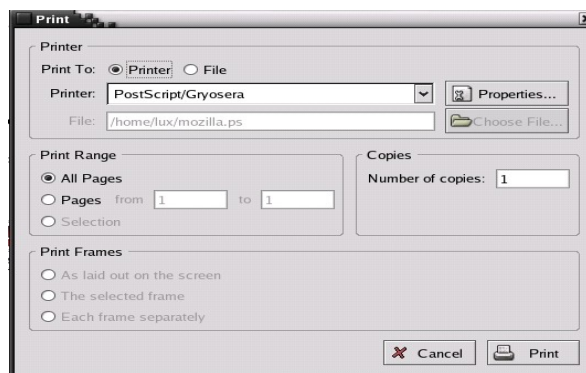 Print
Printer
Print To: Printer File
Printer: PostScript/Gryosera Properties...
File: /home/lux/mozilla.ps Choose File...
Print Range
All Pages
Pages from 1 to 1
Selection
Copies
Number of copies: 1
Print Frames
As laid out on the screen
The selected frame
Each frame separately
Cancel Print